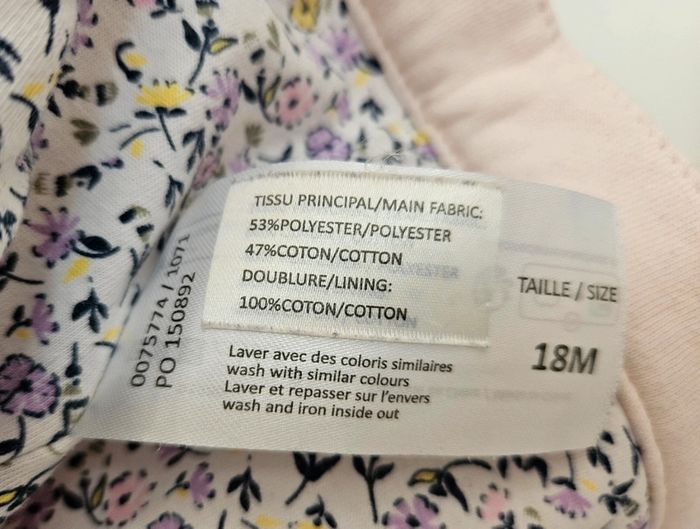 TISSU PRINCIPAL/MAIN FABRIC:
53%POLYESTER/POLYESTER
47%COTON/COTTON
DOUBLURE/LINING:
100%COTON/COTTON
Laver avec des coloris similaires
wash with similar colours
Laver et repasser sur l'envers
wash and iron inside out
0075774 / 1071
PO 150892
TAILLE / SIZE
18M